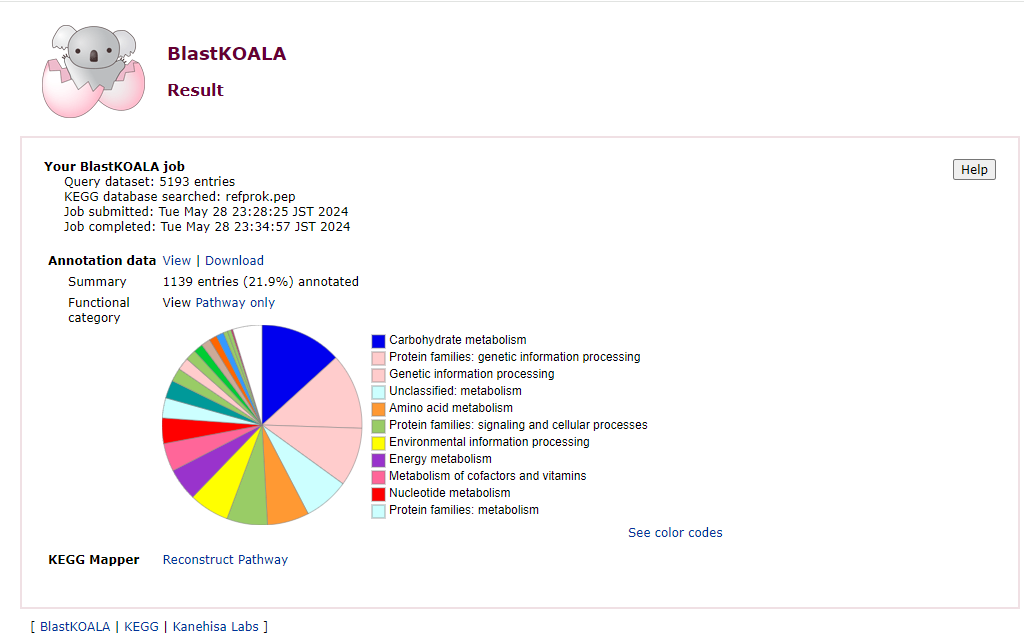 BlastKOALA
Result
Your BlastKOALA job
Query dataset: 5193 entries
KEGG database searched: refprok.pep
Job submitted: Tue May 28 23:28:25 JST 2024
Job completed: Tue May 28 23:34:57 JST 2024
Help
Annotation data View | Download
Summary 1139 entries (21.9%) annotated
Functional category View Pathway only
Carbohydrate metabolism
Protein families: genetic information processing
Genetic information processing
Unclassified: metabolism
Amino acid metabolism
Protein families: signaling and cellular processes
Environmental information processing
Energy metabolism
Metabolism of cofactors and vitamins
Nucleotide metabolism
Protein families: metabolism
See color codes
KEGG Mapper Reconstruct Pathway
[ BlastKOALA | KEGG | Kanehisa Labs ]